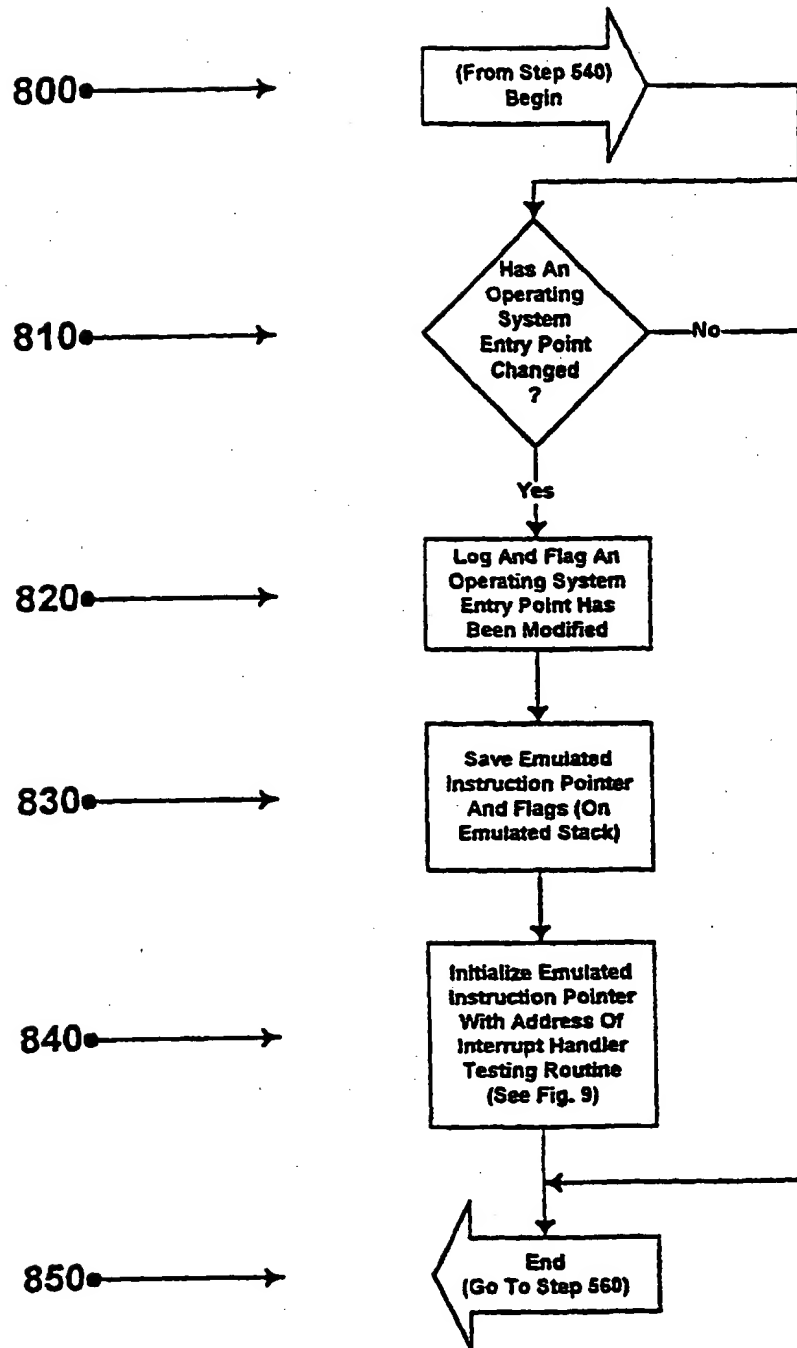 800
(From Step 540)
Begin
810
Has An
Operating
System
Entry Point
Changed
?
No
Yes
820
Log And Flag An
Operating System
Entry Point Has
Been Modified
830
Save Emulated
Instruction Pointer
And Flags (On
Emulated Stack)
840
Initialize Emulated
Instruction Pointer
With Address Of
Interrupt Handler
Testing Routine
(See Fig. 9)
850
End
(Go To Step 560)